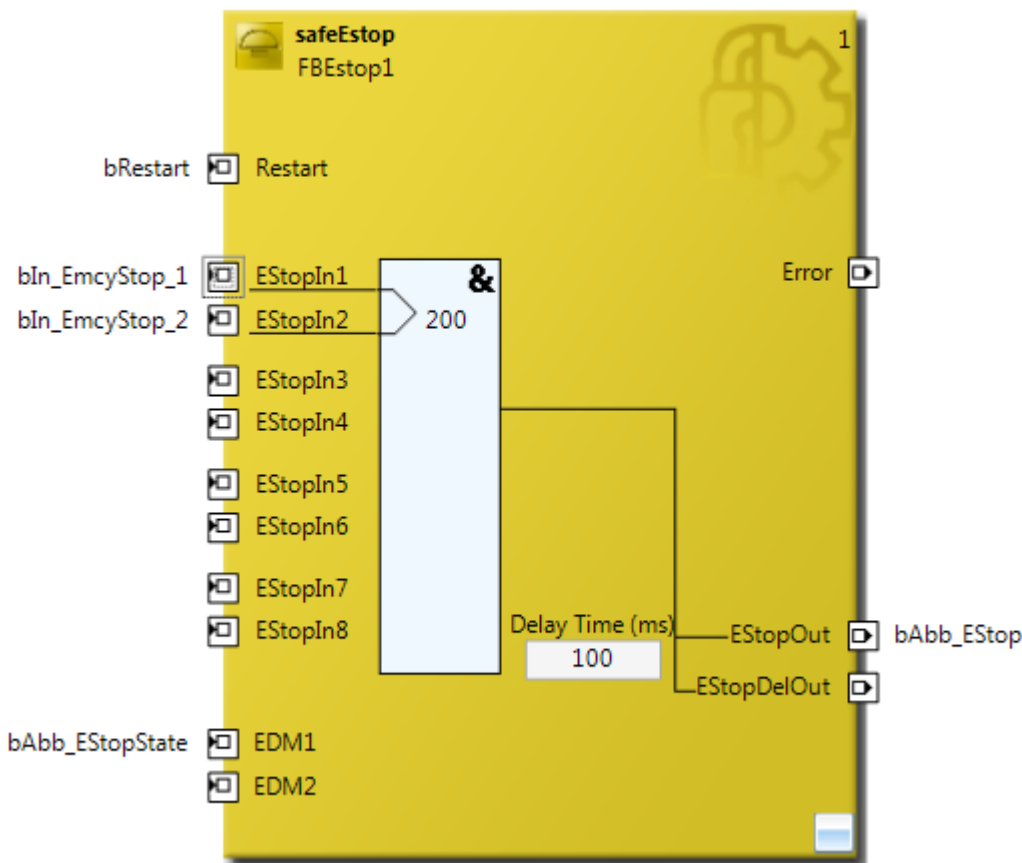 safeEstop
1
FBEstop1
bRestart Restart
bIn_EmcyStop_1 EStopIn1 & Error
bIn_EmcyStop_2 EStopIn2 200
EStopIn3
EStopIn4
EStopIn5
EStopIn6
EStopIn7
EStopIn8 Delay Time (ms) EStopOut bAbb_EStop
100
EStopDelOut
bAbb_EStopState EDM1
EDM2